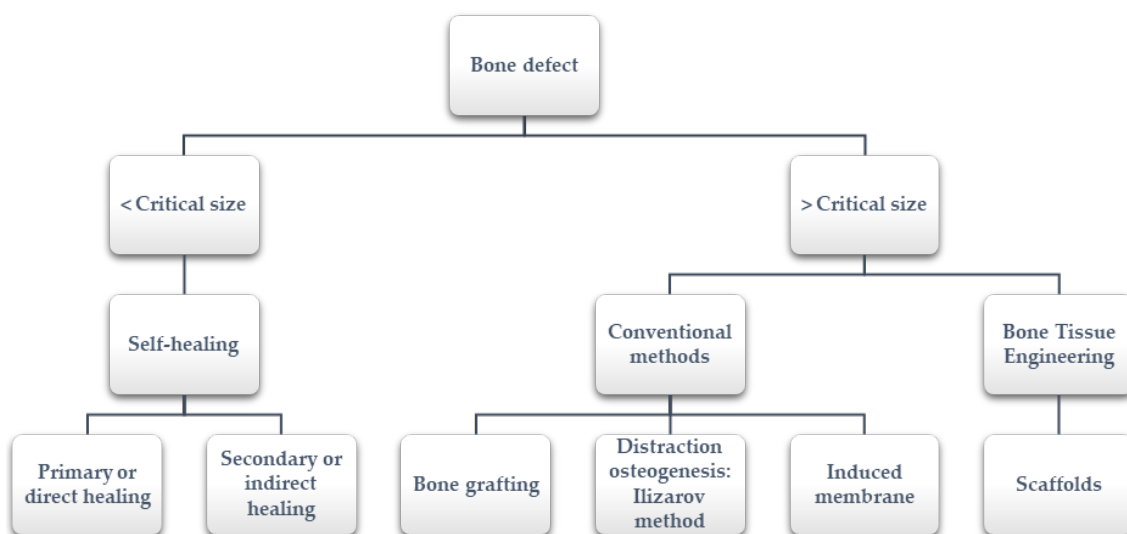 Bone defect
< Critical size
> Critical size
Self-healing
Conventional
methods
Bone Tissue
Engineering
Primary or
direct healing
Secondary or
indirect
healing
Bone grafting
Distraction
osteogenesis:
Ilizarov
method
Induced
membrane
Scaffolds